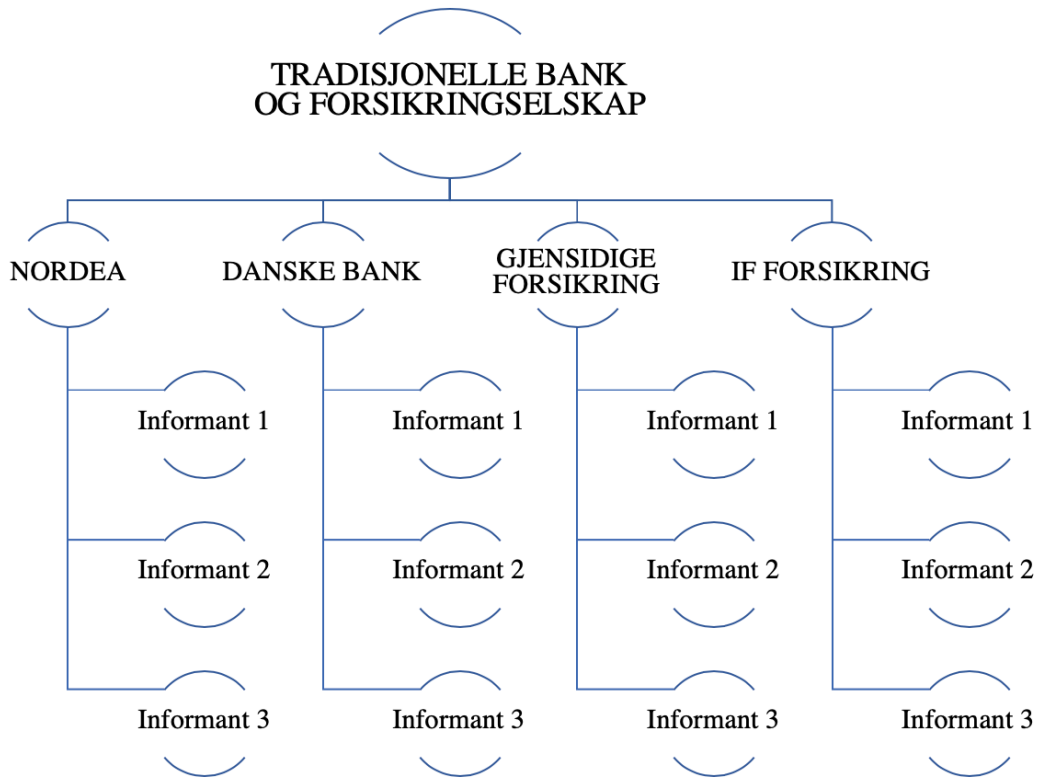 TRADISJONELLE BANK
OG FORSIKRINGSELSKAP
NORDEA
DANSKE BANK
GJENSIDIGE
FORSIKRING
IF FORSIKRING
Informant 1
Informant 1
Informant 1
Informant 1
Informant 2
Informant 2
Informant 2
Informant 2
Informant 3
Informant 3
Informant 3
Informant 3